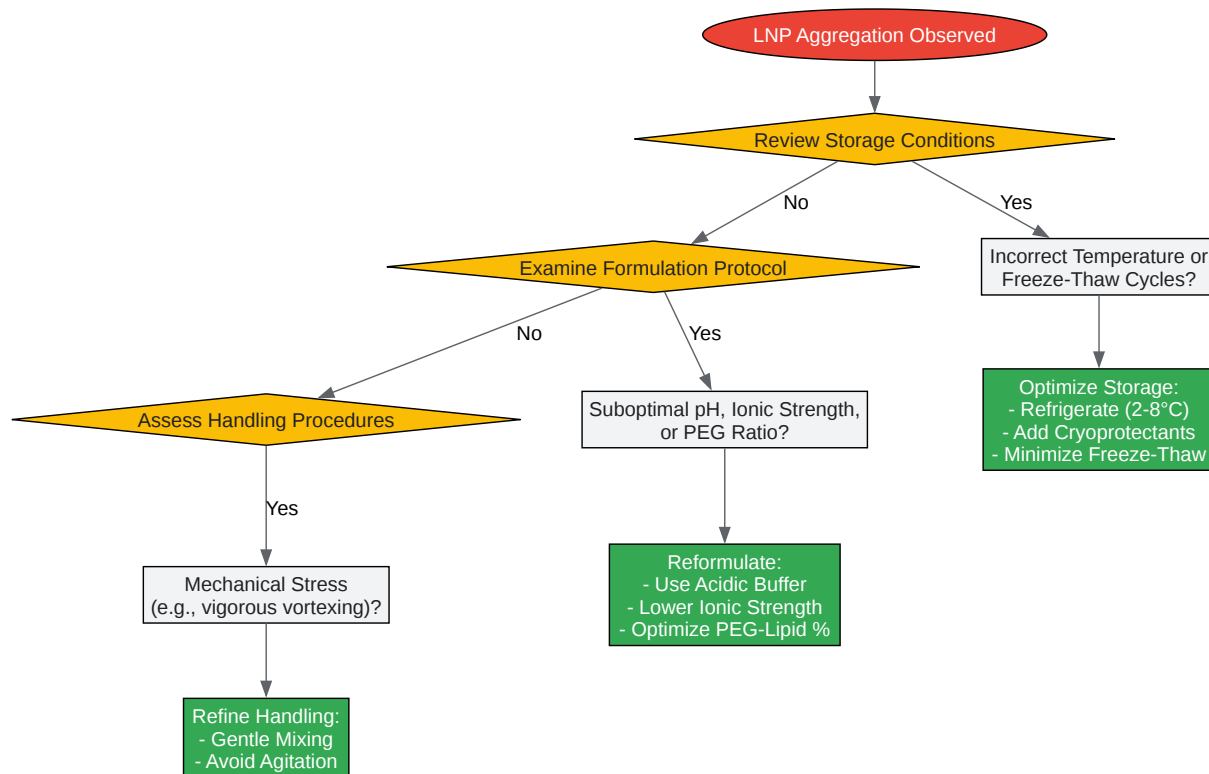 LNP Aggregation Observed
Review Storage Conditions
No
Yes
Examine Formulation Protocol
Incorrect Temperature or
Freeze-Thaw Cycles?
No
Yes
Assess Handling Procedures
Suboptimal pH, Ionic Strength,
or PEG Ratio?
Optimize Storage:
- Refrigerate (2-8°C)
- Add Cryoprotectants
- Minimize Freeze-Thaw
Yes
Mechanical Stress
(e.g., vigorous vortexing)?
Reformulate:
- Use Acidic Buffer
- Lower Ionic Strength
- Optimize PEG-Lipid %
Refine Handling:
- Gentle Mixing
- Avoid Agitation